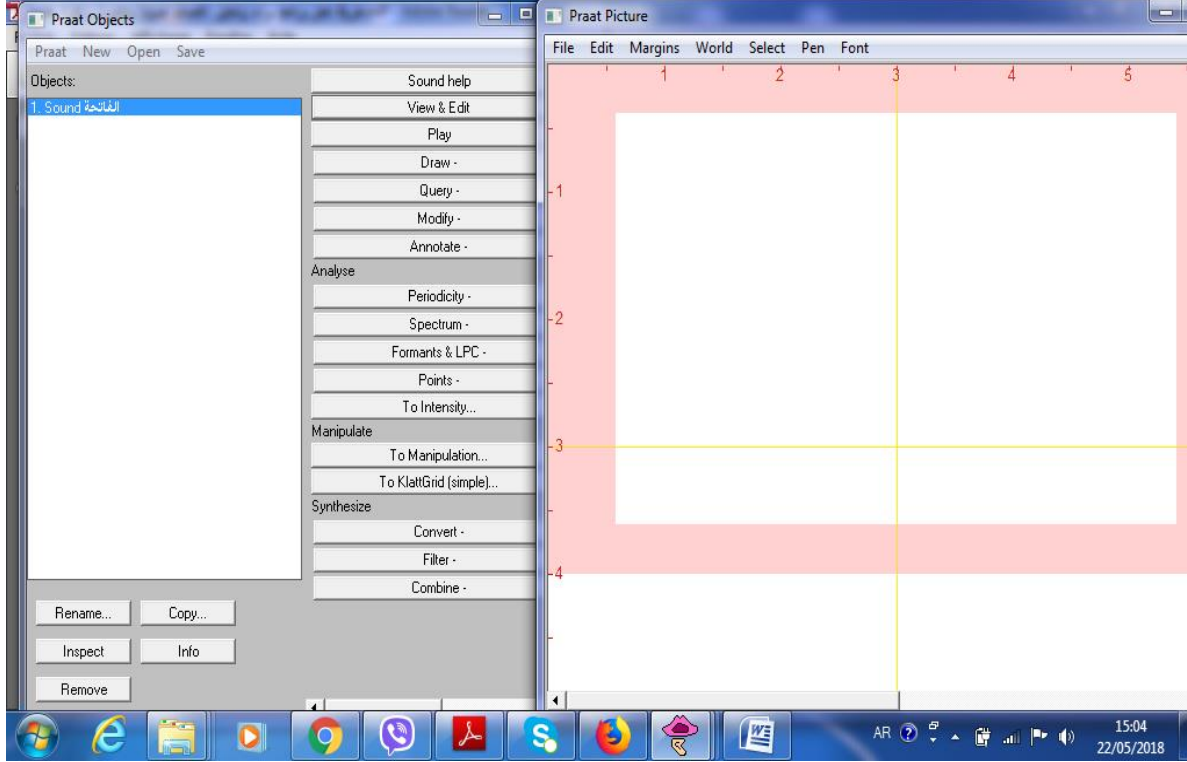 Praat Objects
Praat New Open Save
Objects:
1. Sound الفاتحة
Sound help
View & Edit
Play
Draw -
Query -
Modify -
Annotate -
Analyse
Periodicity -
Spectrum -
Formants & LPC -
Points -
To Intensity...
Manipulate
To Manipulation...
To KlattGrid (simple)...
Synthesize
Convert -
Filter -
Combine -
Rename... Copy...
Inspect Info
Remove
Praat Picture
File Edit Margins World Select Pen Font
1 2 3 4 5
1
2
3
4
AR
15:04
22/05/2018